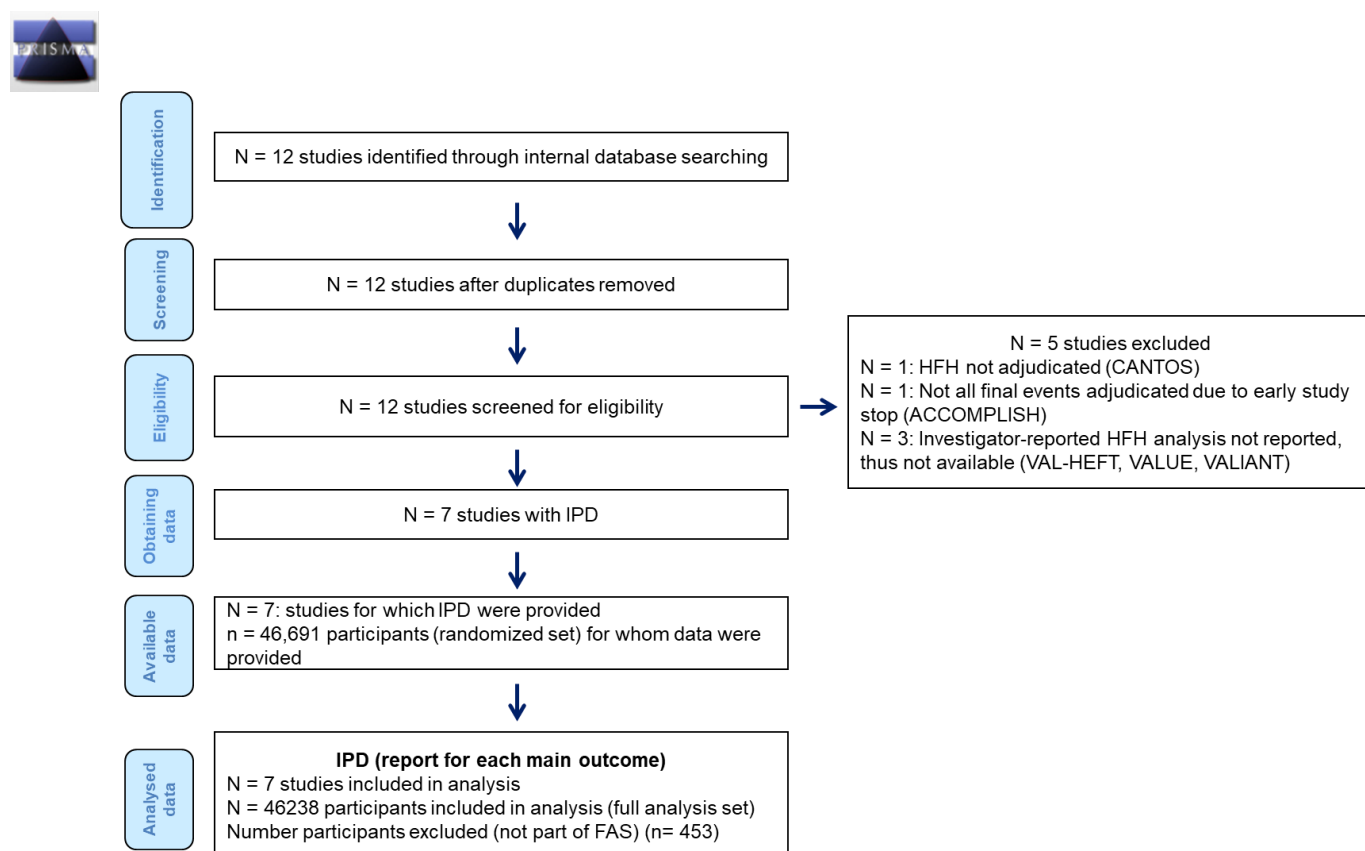 PRISMA
Identification
N = 12 studies identified through internal database searching
Screening
N = 12 studies after duplicates removed
Eligibility
N = 12 studies screened for eligibility
N = 5 studies excluded
N = 1: HFH not adjudicated (CANTOS)
N = 1: Not all final events adjudicated due to early study
stop (ACCOMPLISH)
N = 3: Investigator-reported HFH analysis not reported,
thus not available (VAL-HEFT, VALUE, VALIANT)
Obtaining
data
N = 7 studies with IPD
Available
data
N = 7: studies for which IPD were provided
n = 46,691 participants (randomized set) for whom data were
provided
Analysed
data
IPD (report for each main outcome)
N = 7 studies included in analysis
N = 46238 participants included in analysis (full analysis set)
Number participants excluded (not part of FAS) (n= 453)